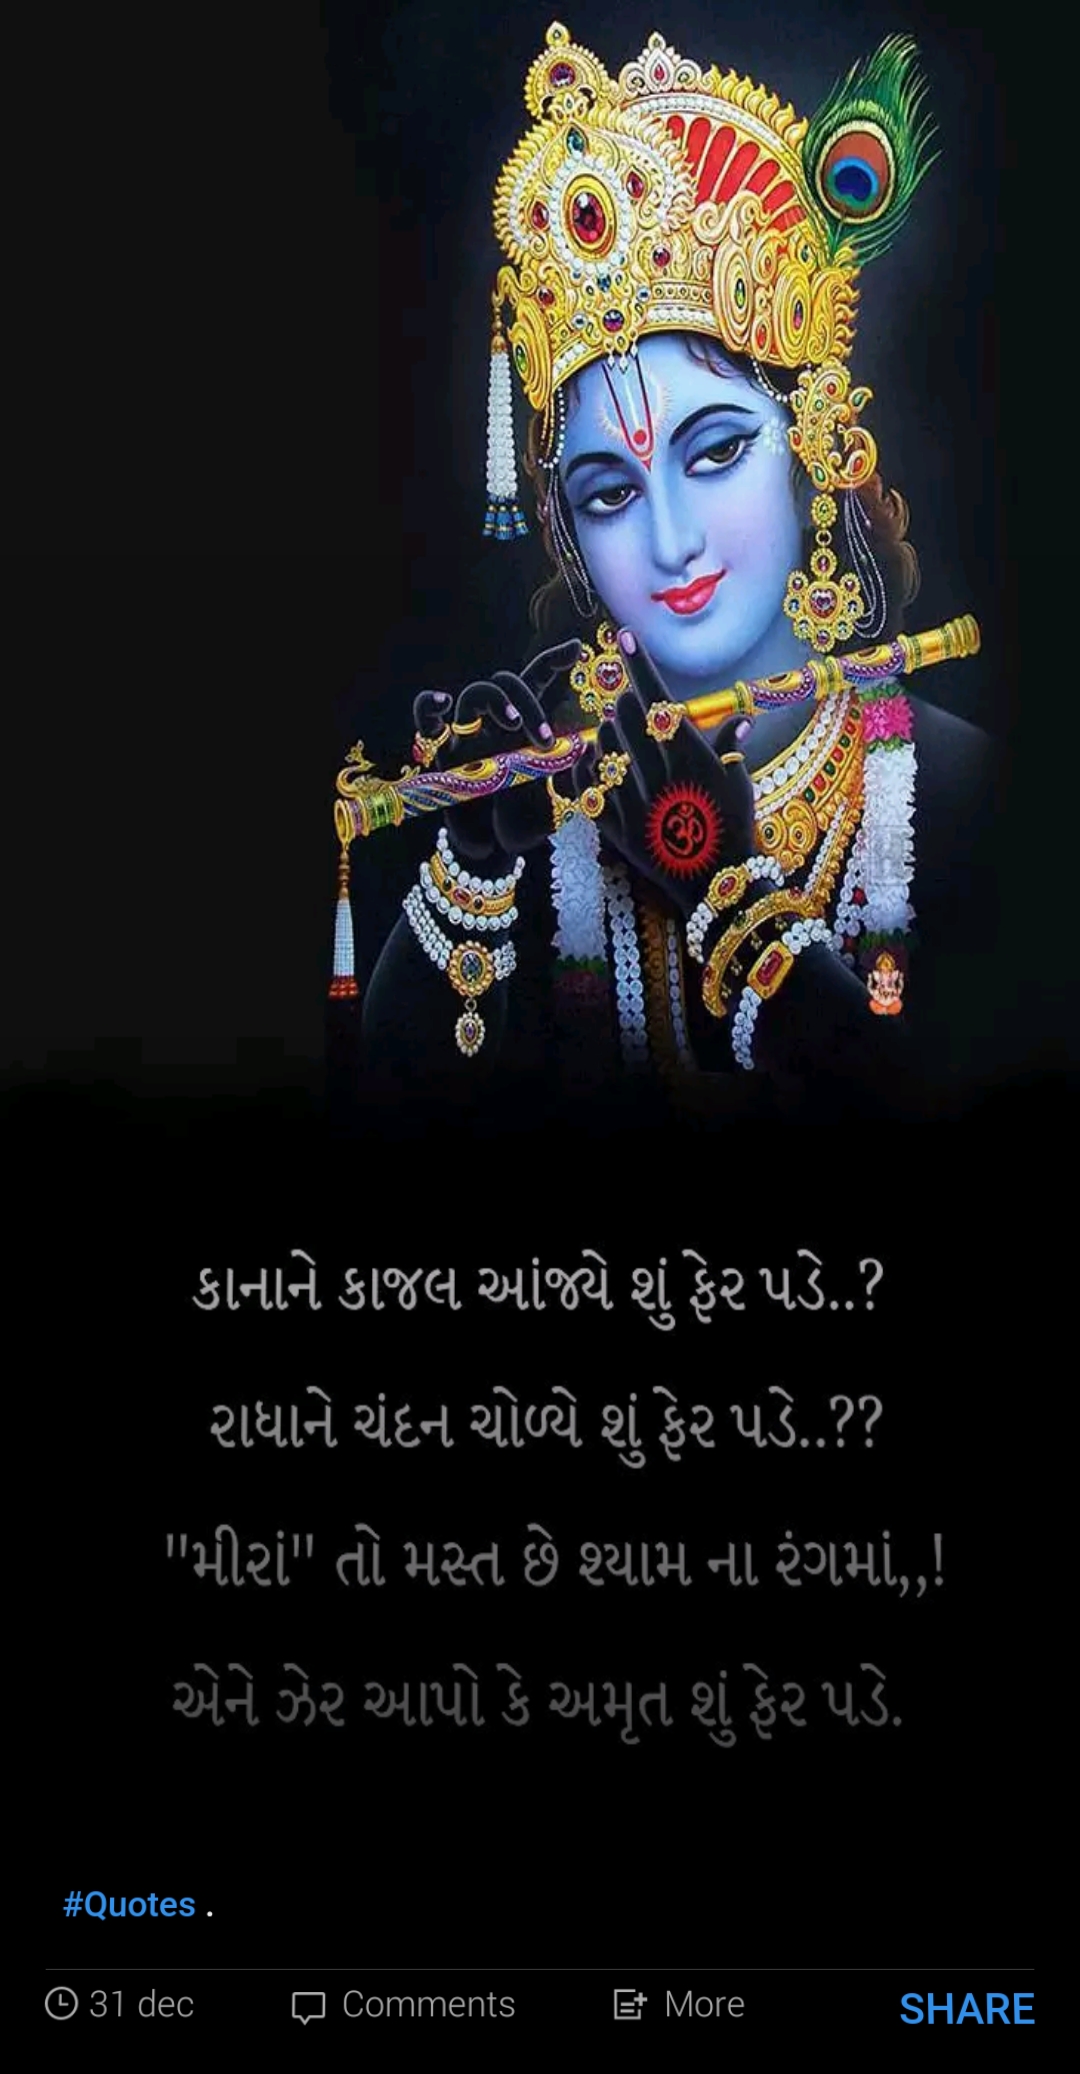 ॐ
કાનાને કાજલ આંજ્યે શું ફેર પડે..?
રાધાને ચંદન ચોળ્યે શું ફેર પડે..??
"મીરાં" તો મસ્ત છે શ્યામ ના રંગમાં,,!
એને ઝેર આપો કે અમૃત શું ફેર પડે.
#Quotes .
31 dec
Comments
More
SHARE